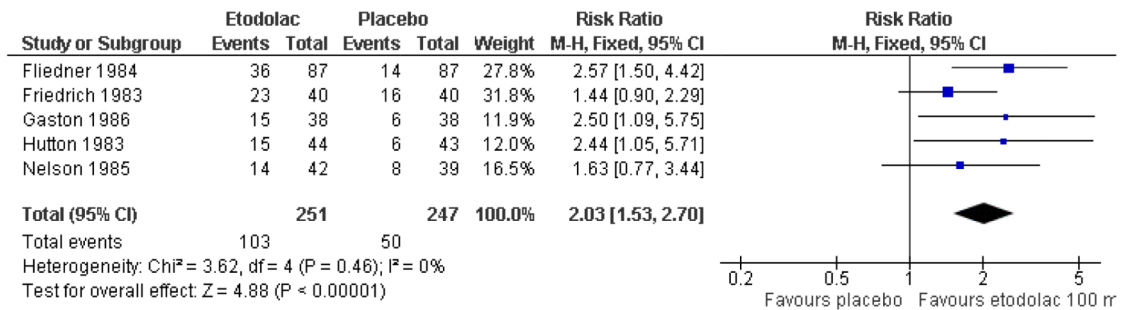 Etodolac Placebo Risk Ratio Risk Ratio
Study or Subgroup Events Total Events Total Weight M-H, Fixed, 95% CI M-H, Fixed, 95% CI
Fliedner 1984 36 87 14 87 27.8% 2.57 [1.50, 4.42]
Friedrich 1983 23 40 16 40 31.8% 1.44 [0.90, 2.29]
Gaston 1986 15 38 6 38 11.9% 2.50 [1.09, 5.75]
Hutton 1983 15 44 6 43 12.0% 2.44 [1.05, 5.71]
Nelson 1985 14 42 8 39 16.5% 1.63 [0.77, 3.44]
Total (95% CI) 251 247 100.0% 2.03 [1.53, 2.70]
Total events 103 50
Heterogeneity: Chi² = 3.62, df = 4 (P = 0.46); I² = 0%
Test for overall effect: Z = 4.88 (P < 0.00001)
0.2 0.5 1 2 5
Favours placebo Favours etodolac 100 m